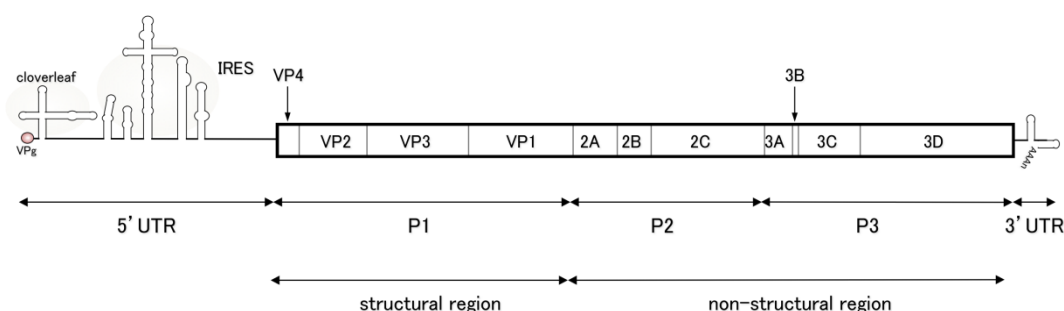 IRES
cloverleaf
VP4
3B
VPg
VP2 VP3 VP1 2A 2B 2C 3A 3C 3D
AAAn
5' UTR P1 P2 P3 3' UTR
structural region non-structural region